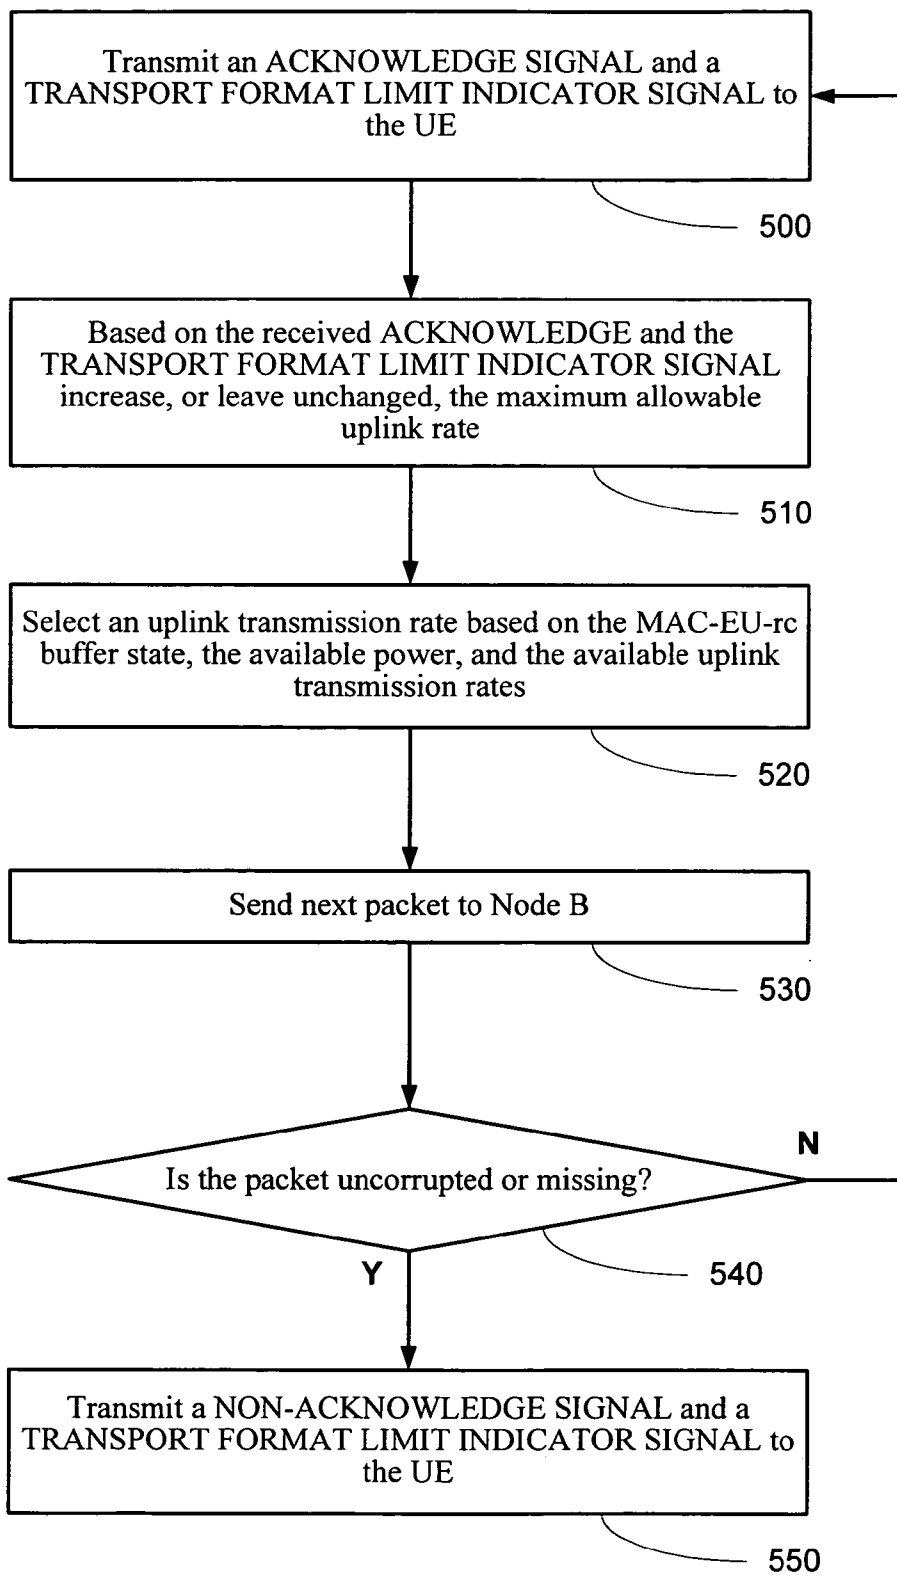 Transmit an ACKNOWLEDGE SIGNAL and a
TRANSPORT FORMAT LIMIT INDICATOR SIGNAL to
the UE
500
Based on the received ACKNOWLEDGE and the
TRANSPORT FORMAT LIMIT INDICATOR SIGNAL
increase, or leave unchanged, the maximum allowable
uplink rate
510
Select an uplink transmission rate based on the MAC-EU-rc
buffer state, the available power, and the available uplink
transmission rates
520
Send next packet to Node B
530
N
Is the packet uncorrupted or missing?
Y
540
Transmit a NON-ACKNOWLEDGE SIGNAL and a
TRANSPORT FORMAT LIMIT INDICATOR SIGNAL to
the UE
550